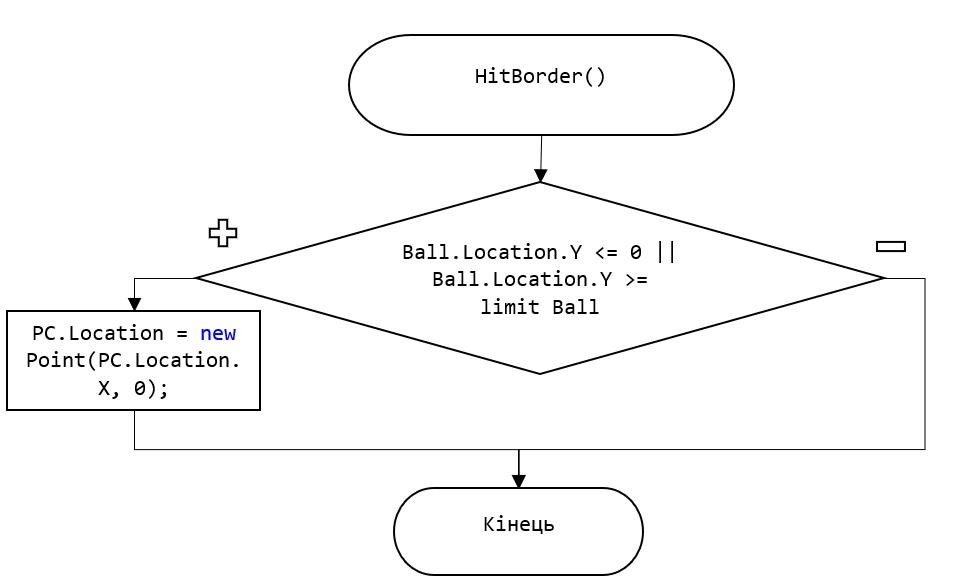 HitBorder()
Ball.Location.Y <= 0 ||
Ball.Location.Y >=
limit Ball
PC.Location = new
Point(PC.Location.
X, 0);
Кінець